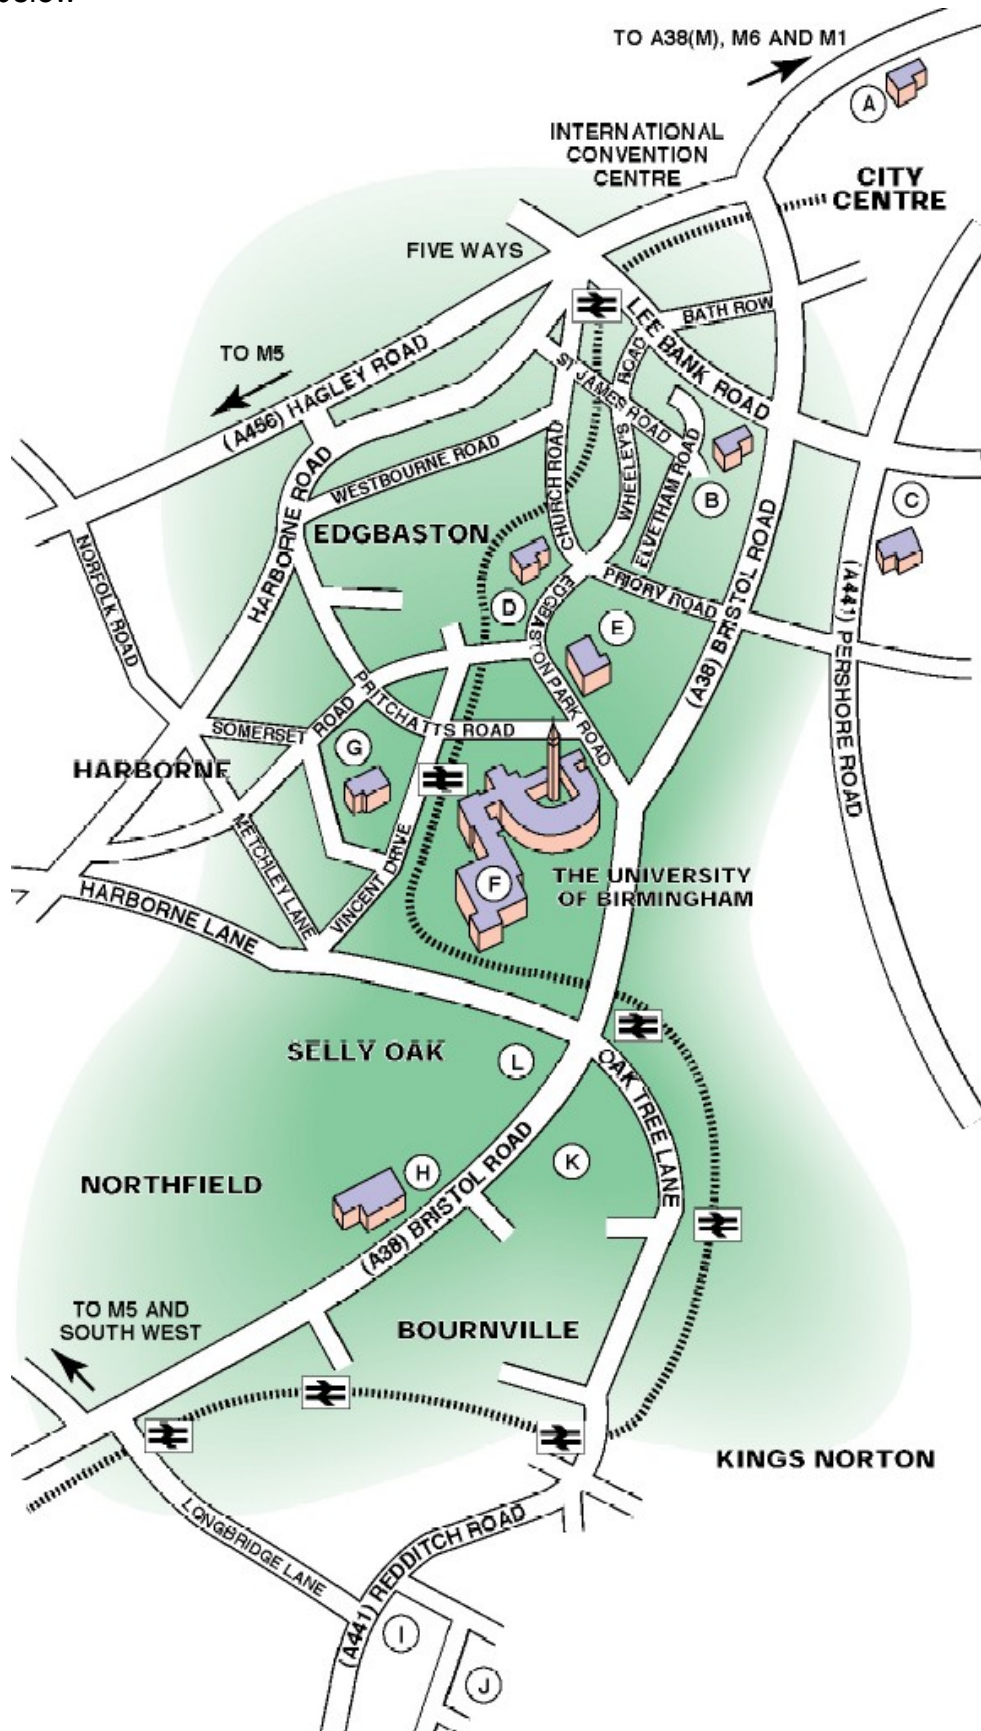 TO A38(M), M6 AND M1
A
INTERNATIONAL
CONVENTION
CENTRE
CITY
CENTRE
FIVE WAYS
BATH ROW
LEE BANK ROAD
TO M5
(A456) HAGLEY ROAD
ST JAMES ROAD
WHEELEY'S ROAD
WESTBOURNE ROAD
CHURCH ROAD
ELVETHAM ROAD
B
C
HARBORNE ROAD
EDGBASTON
NORFOLK ROAD
D
PRIORY ROAD
E
(A38) BRISTOL ROAD
(A441) PERSHORE ROAD
EDGBASTON PARK ROAD
PRITCHATTS ROAD
SOMERSET ROAD
G
HARBORNE
METCHLEY LANE
VINCENT DRIVE
F
THE UNIVERSITY
OF BIRMINGHAM
HARBORNE LANE
SELLY OAK
L
OAK TREE LANE
K
H
NORTHFIELD
(A38) BRISTOL ROAD
TO M5 AND
SOUTH WEST
BOURNVILLE
KINGS NORTON
LONGBRIDGE LANE
(A441) REDDITCH ROAD
I
J